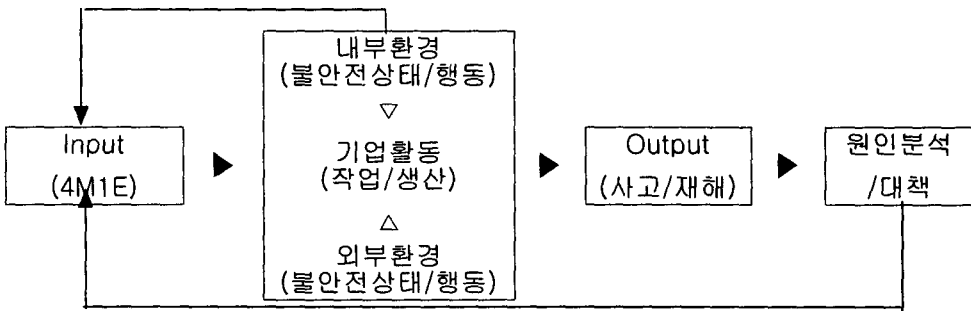 Input
(4M1E)
내부환경
(불안전상태/행동)
▽
기업활동
(작업/생산)
△
외부환경
(불안전상태/행동)
Output
(사고/재해)
원인분석
/대책